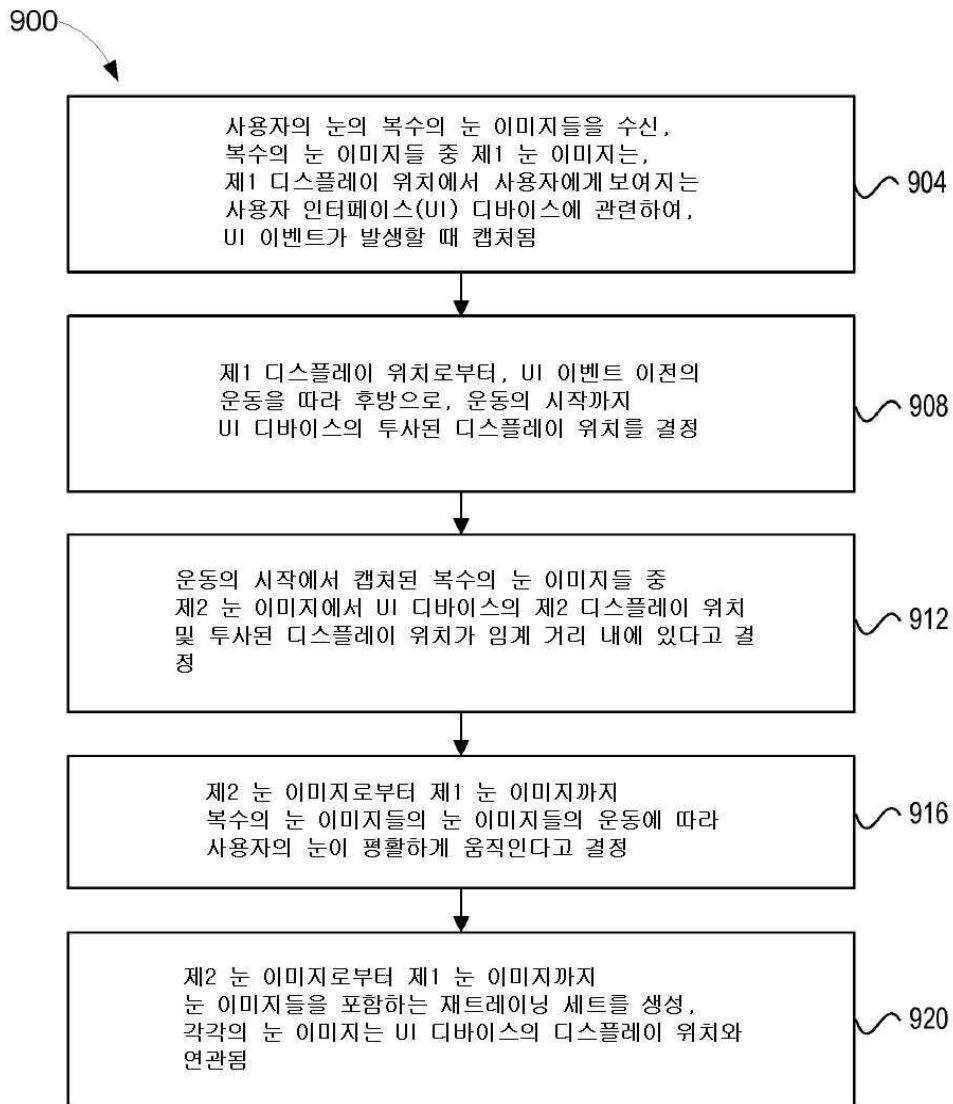 900
사용자의 눈의 복수의 눈 이미지들을 수신,
복수의 눈 이미지들 중 제1 눈 이미지는,
제1 디스플레이 위치에서 사용자에게 보여지는
사용자 인터페이스(UI) 디바이스에 관련하여,
UI 이벤트가 발생할 때 캡처됨
904
제1 디스플레이 위치로부터, UI 이벤트 이전의
운동을 따라 후방으로, 운동의 시작까지
UI 디바이스의 투사된 디스플레이 위치를 결정
908
운동의 시작에서 캡처된 복수의 눈 이미지들 중
제2 눈 이미지에서 UI 디바이스의 제2 디스플레이 위치
및 투사된 디스플레이 위치가 임계 거리 내에 있다고 결
정
912
제2 눈 이미지로부터 제1 눈 이미지까지
복수의 눈 이미지들의 눈 이미지들의 운동에 따라
사용자의 눈이 평활하게 움직인다고 결정
916
제2 눈 이미지로부터 제1 눈 이미지까지
눈 이미지들을 포함하는 재트레이닝 세트를 생성,
각각의 눈 이미지는 UI 디바이스의 디스플레이 위치와
연관됨
920